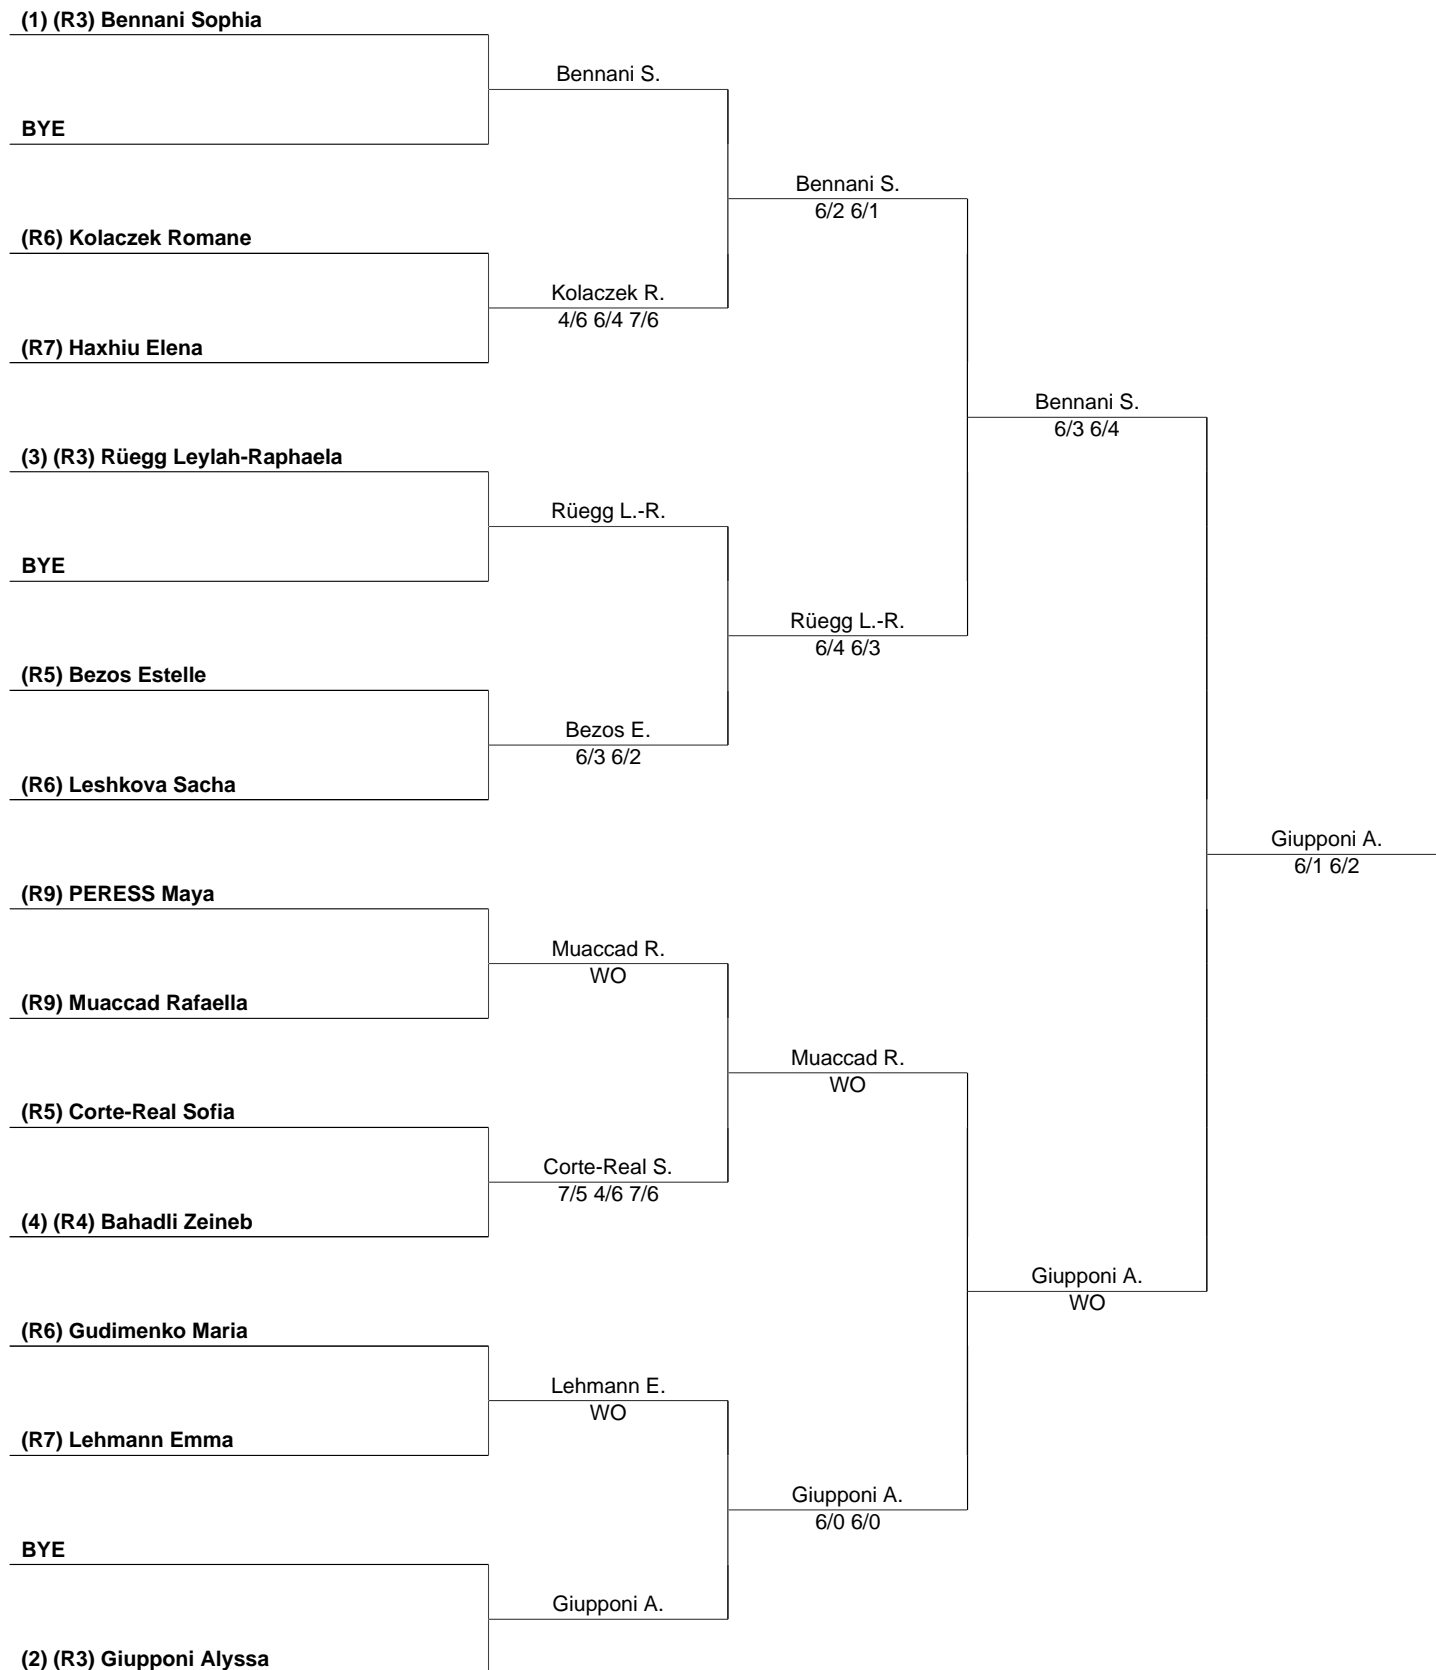 (1) (R3) Bennani Sophia
Bennani S.
BYE
Bennani S.
6/2 6/1
(R6) Kolaczek Romane
Kolaczek R.
4/6 6/4 7/6
(R7) Haxhiu Elena
Bennani S.
6/3 6/4
(3) (R3) Rüegg Leylah-Raphaela
Rüegg L.-R.
BYE
Rüegg L.-R.
6/4 6/3
(R5) Bezos Estelle
Bezos E.
6/3 6/2
(R6) Leshkova Sacha
Giupponi A.
6/1 6/2
(R9) PERESS Maya
Muaccad R.
WO
(R9) Muaccad Rafaella
Muaccad R.
WO
(R5) Corte-Real Sofia
Corte-Real S.
7/5 4/6 7/6
(4) (R4) Bahadli Zeineb
Giupponi A.
WO
(R6) Gudimenko Maria
Lehmann E.
WO
(R7) Lehmann Emma
Giupponi A.
6/0 6/0
BYE
Giupponi A.
(2) (R3) Giupponi Alyssa